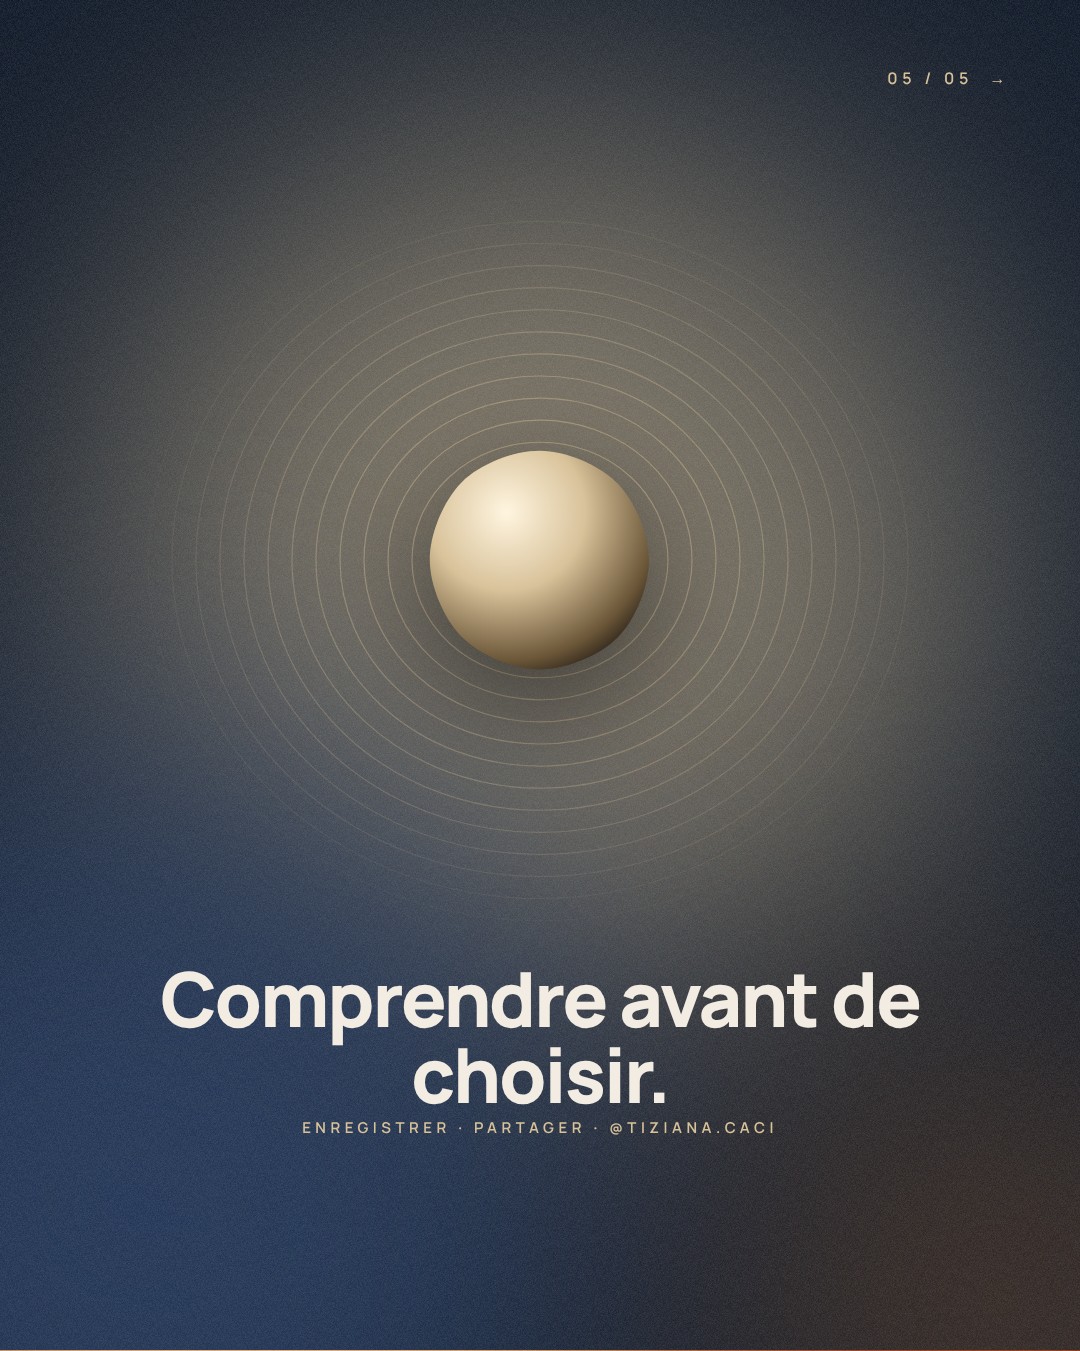 05 / 05 →
Comprendre avant de
choisir.
ENREGISTRER · PARTAGER · @TIZIANA.CACI